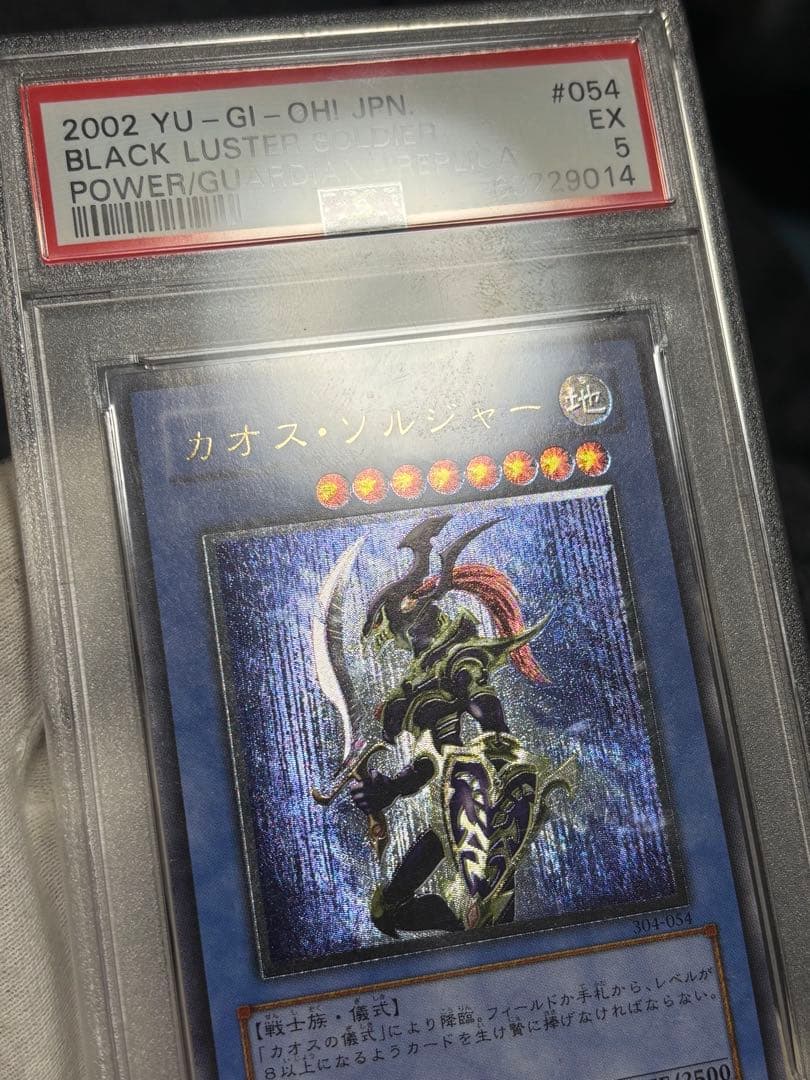 2002 YU-GI-OH! JPN. #054
BLACK LUSTER SOLDIER EX
POWER/GUARDIAN REPLICA 5
229014
カオス・ソルジャー 地
304-054
【戦士族・儀式】
「カオスの儀式」により降臨。フィールドか手札から、レベルが
8以上になるようカードを生け贄に捧げなければならない。
/2500